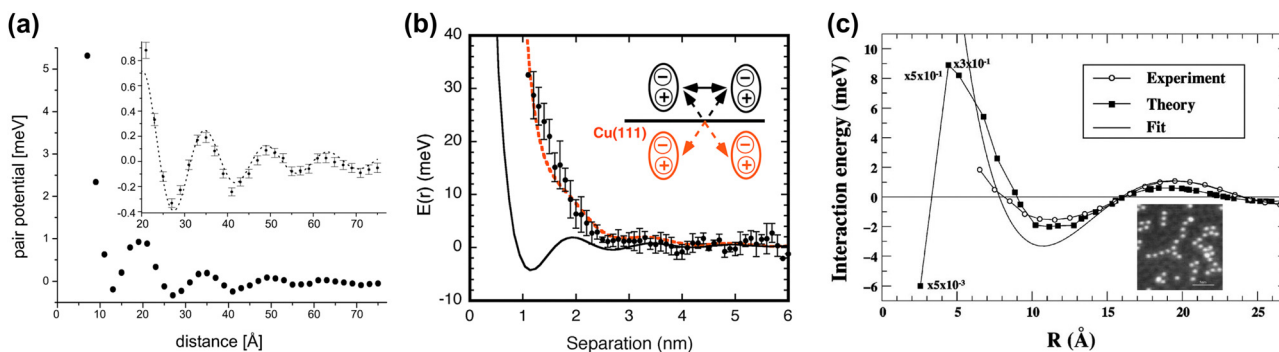 (a)
pair potential [meV]
5
4
3
2
1
0
0.8
0.6
0.4
0.2
0.0
-0.2
-0.4
20 30 40 50 60 70
10 20 30 40 50 60 70
distance [Å]
(b)
E(r) (meV)
40
30
20
10
0
-10
Cu(111)
− −
+ +
− −
+ +
0 1 2 3 4 5 6
Separation (nm)
(c)
Interaction energy (meV)
10
8
6
4
2
0
−2
−4
−6
x5x10⁻¹
x3x10⁻¹
x5x10⁻³
Experiment
Theory
Fit
0 5 10 15 20 25
R (Å)